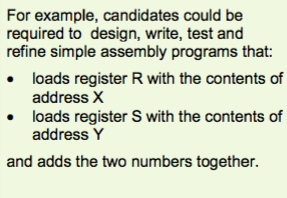 For example, candidates could be
required to  design, write, test and
refine simple assembly programs that:
• loads register R with the contents of
address X
• loads register S with the contents of
address Y
and adds the two numbers together.